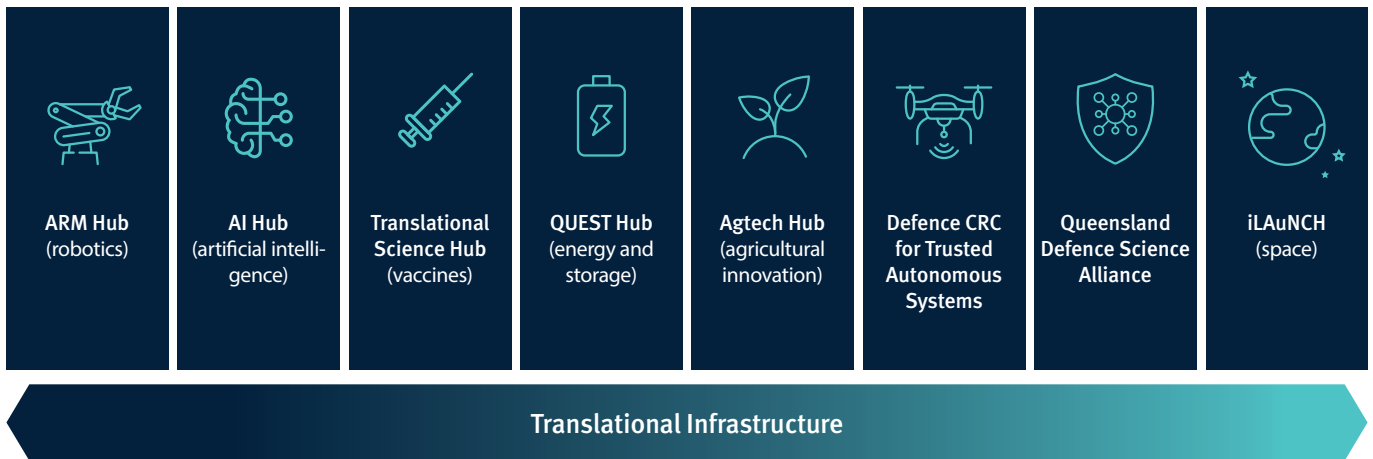 ARM Hub
(robotics)
AI Hub
(artificial intelli-
gence)
Translational
Science Hub
(vaccines)
QUEST Hub
(energy and
storage)
Agtech Hub
(agricultural
innovation)
Defence CRC
for Trusted
Autonomous
Systems
Queensland
Defence Science
Alliance
iLAuNCH
(space)
Translational Infrastructure